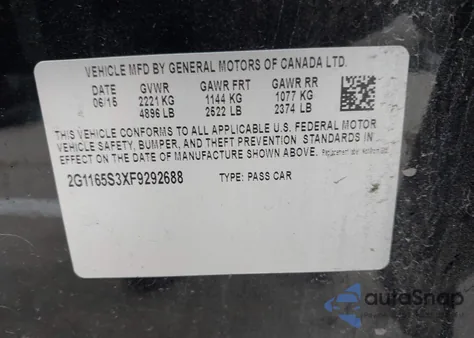 VEHICLE MFD BY GENERAL MOTORS OF CANADA LTD.
DATE GVWR GAWR FRT GAWR RR
06/15 2221 KG 1144 KG 1077 KG
4896 LB 2522 LB 2374 LB
THIS VEHICLE CONFORMS TO ALL APPLICABLE U.S. FEDERAL MOTOR
VEHICLE SAFETY, BUMPER, AND THEFT PREVENTION STANDARDS IN
EFFECT ON THE DATE OF MANUFACTURE SHOWN ABOVE.
2G1165S3XF9292688 TYPE: PASS CAR
autoSnap